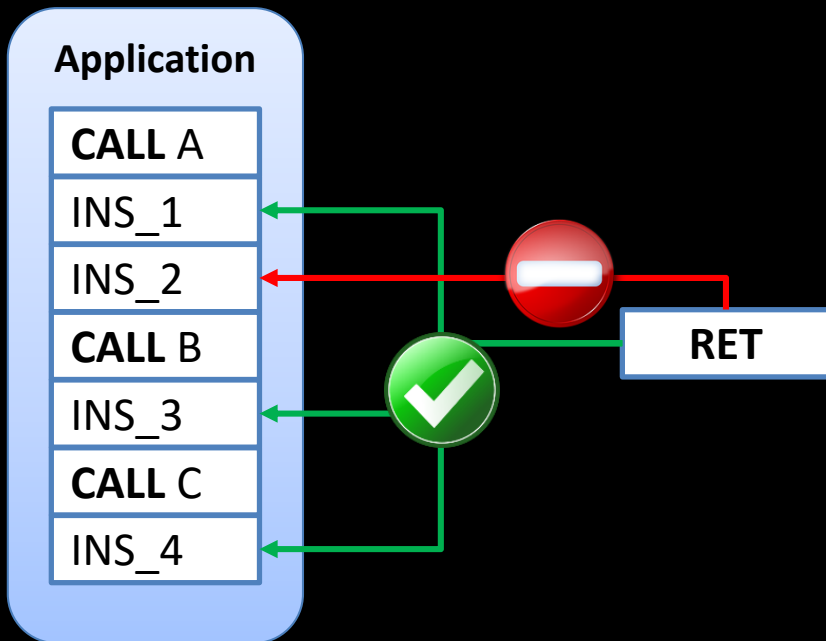 Application
CALL A
INS_1
INS_2
CALL B
INS_3
CALL C
INS_4
RET